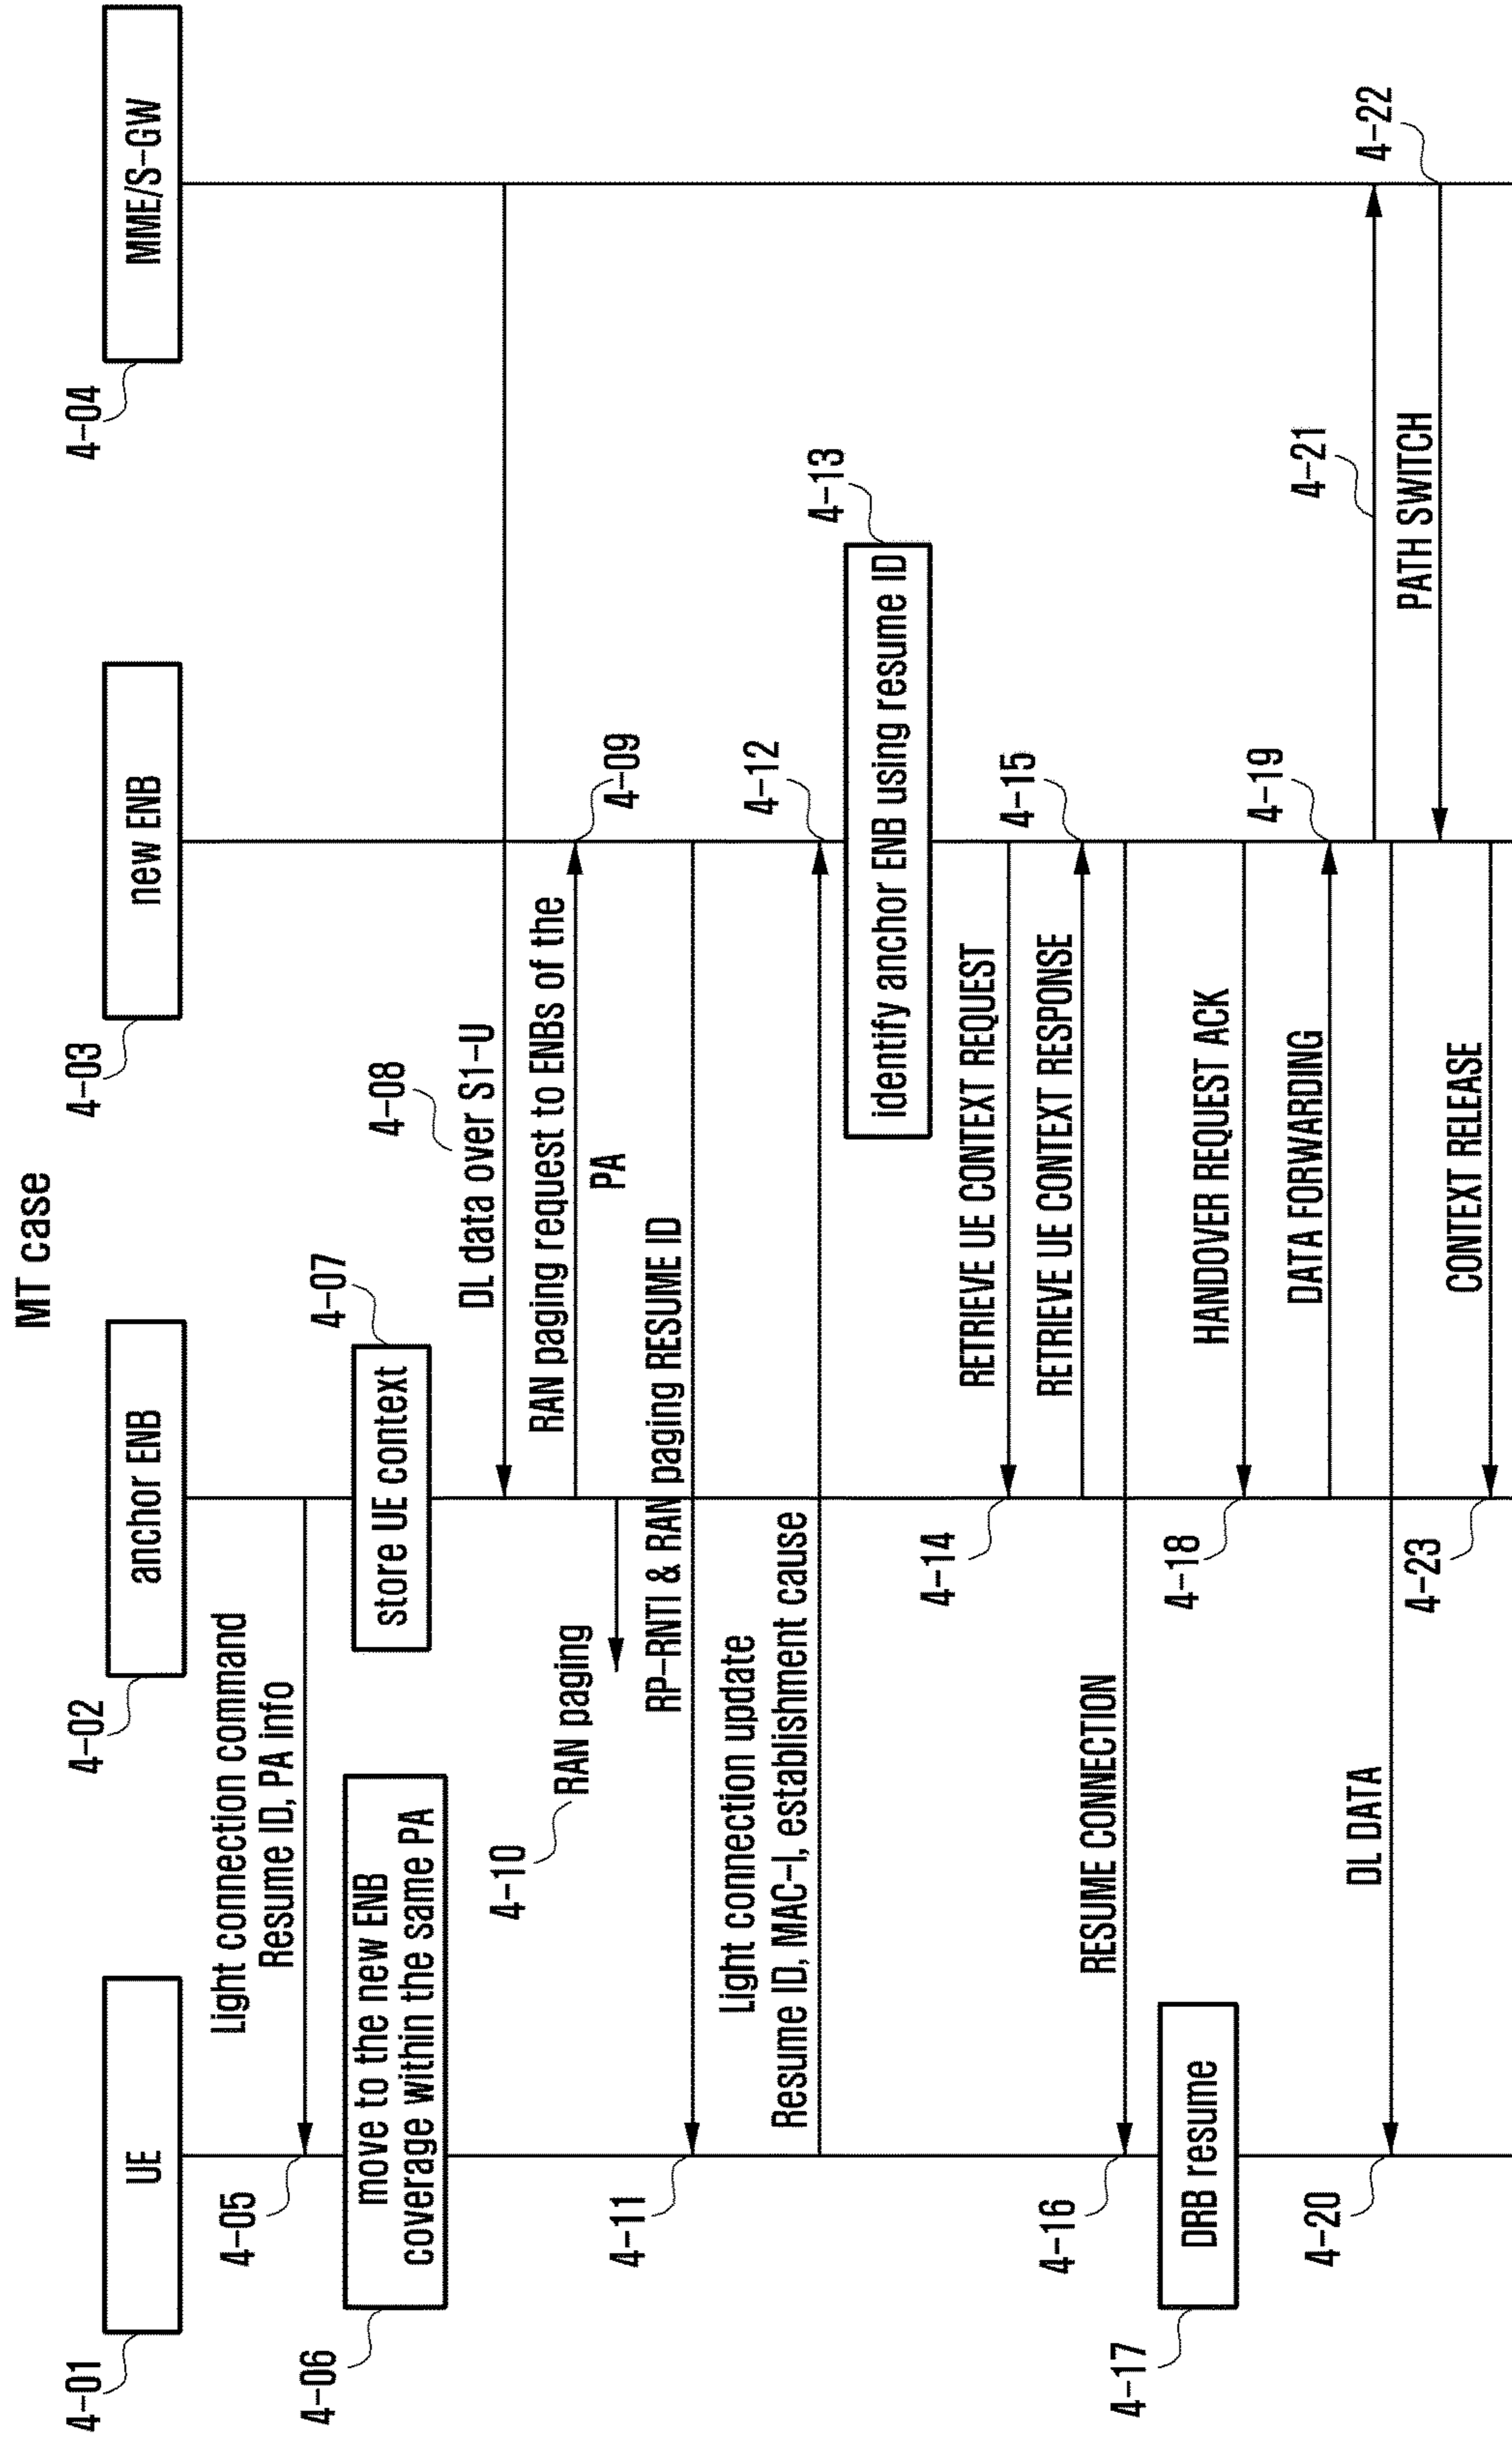 MT case
4-01
UE
4-02
anchor ENB
4-03
new ENB
4-04
MME/S-GW
Light connection command
Resume ID, PA info
4-05
4-06
move to the new ENB
coverage within the same PA
4-07
store UE context
4-08
DL data over S1-U
RAN paging request to ENBs of the
PA
4-09
4-10
RAN paging
RP-RNTI & RAN paging RESUME ID
4-11
Light connection update
Resume ID, MAC-I, establishment cause
4-12
4-13
identify anchor ENB using resume ID
RETRIEVE UE CONTEXT REQUEST
4-14
RETRIEVE UE CONTEXT RESPONSE
4-15
RESUME CONNECTION
4-16
4-17
DRB resume
HANDOVER REQUEST ACK
4-18
DATA FORWARDING
4-19
DL DATA
4-20
4-21
PATH SWITCH
4-22
CONTEXT RELEASE
4-23